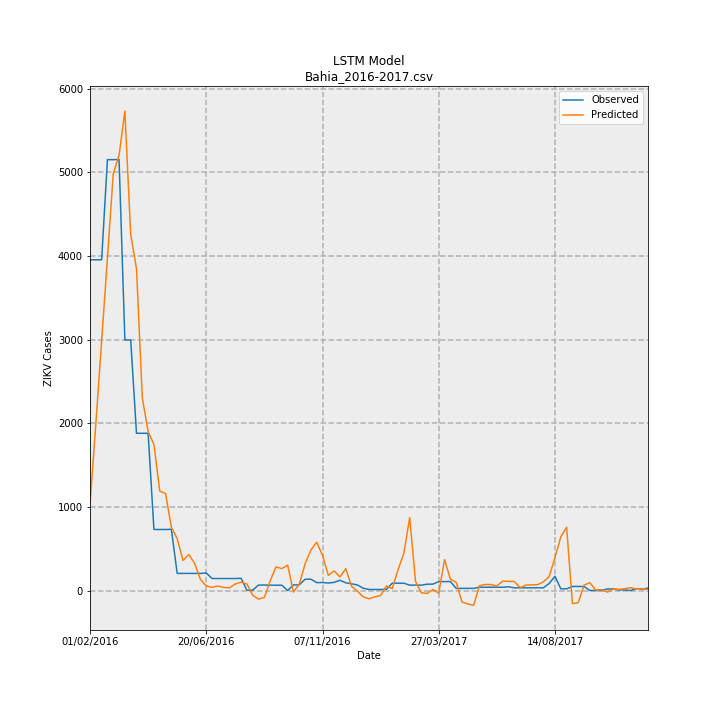 LSTM Model
Bahia_2016-2017.csv
Observed
Predicted
6000
5000
4000
3000
2000
1000
0
ZIKV Cases
01/02/2016
20/06/2016
07/11/2016
27/03/2017
14/08/2017
Date